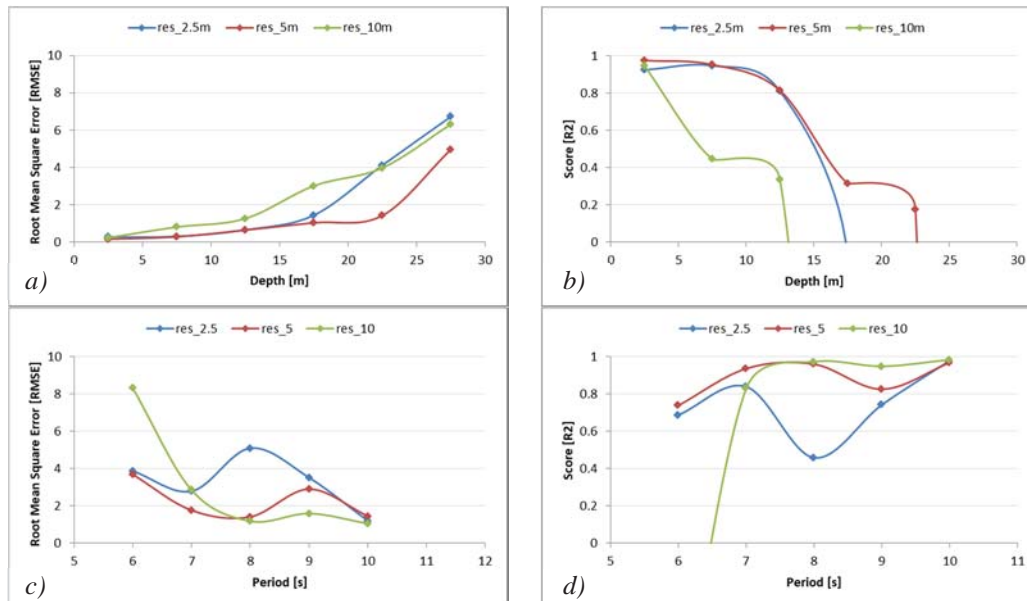 res_2.5m res_5m res_10m
Root Mean Square Error [RMSE]
10
8
6
4
2
0
0 5 10 15 20 25 30
Depth [m]
a)
res_2.5m res_5m res_10m
Score [R2]
1
0.8
0.6
0.4
0.2
0
0 5 10 15 20 25 30
Depth [m]
b)
res_2.5 res_5 res_10
Root Mean Square Error [RMSE]
10
8
6
4
2
0
5 6 7 8 9 10 11 12
Period [s]
c)
res_2.5 res_5 res_10
Score [R2]
1
0.8
0.6
0.4
0.2
0
5 6 7 8 9 10 11
Period [s]
d)